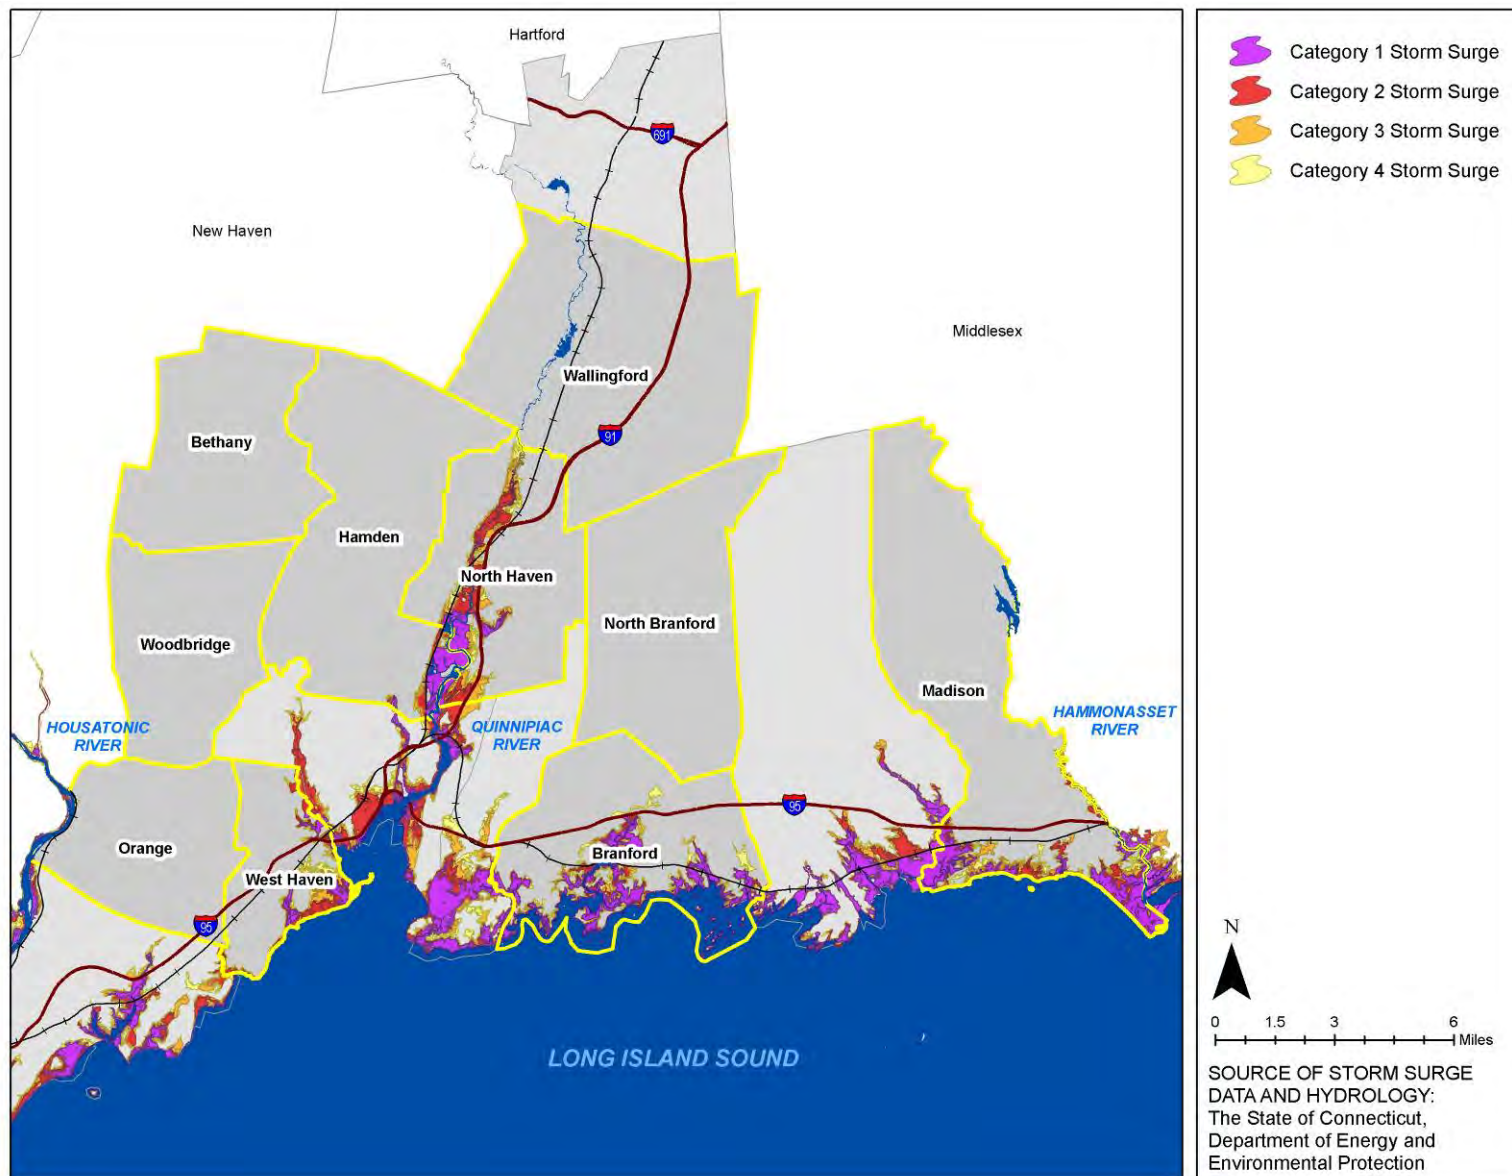 Hartford
691
New Haven
Middlesex
Wallingford
91
Bethany
Hamden
North Haven
North Branford
Woodbridge
Madison
HOUSATONIC
RIVER
QUINNIPIAC
RIVER
HAMMONASSET
RIVER
95
Orange
Branford
West Haven
95
LONG ISLAND SOUND
Category 1 Storm Surge
Category 2 Storm Surge
Category 3 Storm Surge
Category 4 Storm Surge
N
0 1.5 3 6
Miles
SOURCE OF STORM SURGE
DATA AND HYDROLOGY:
The State of Connecticut,
Department of Energy and
Environmental Protection